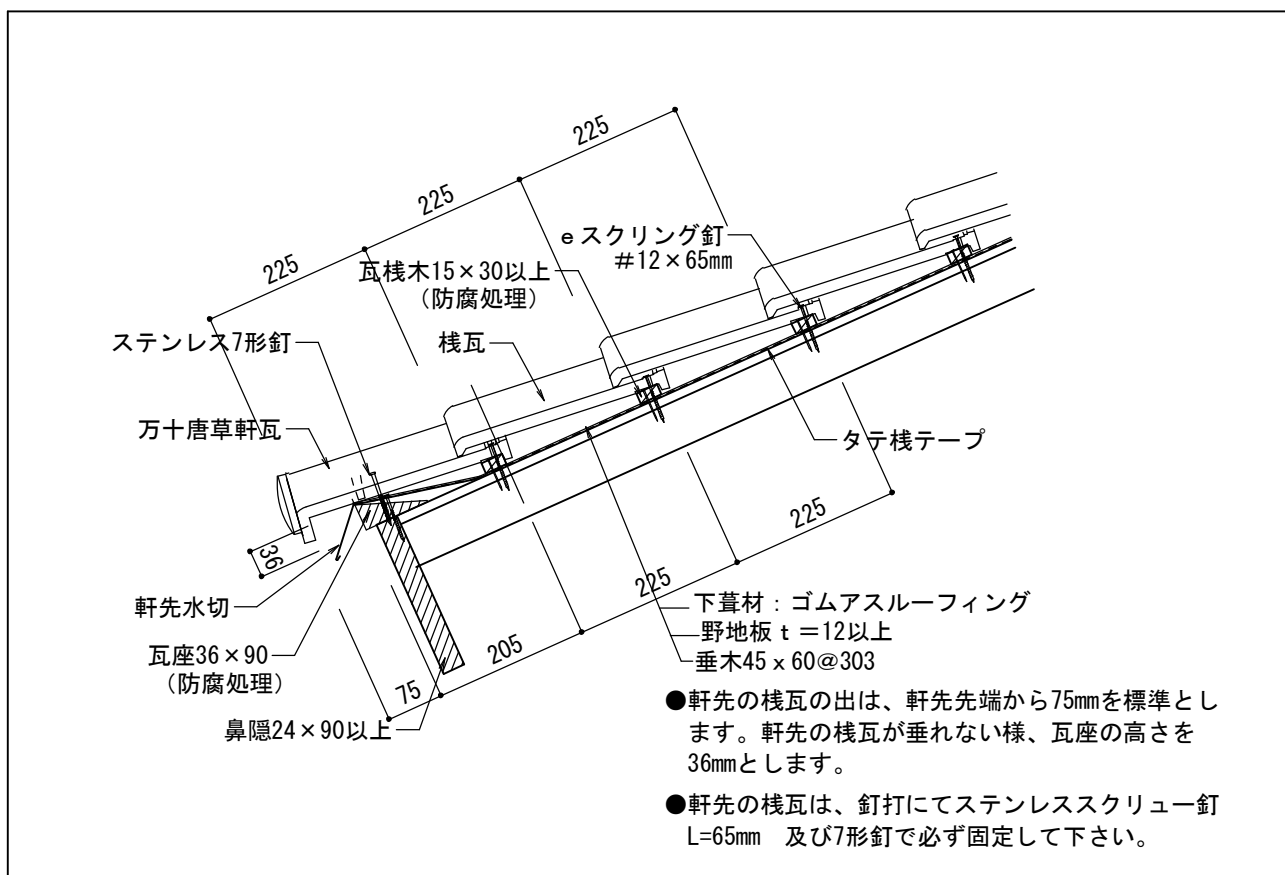 225
225
225
eスクリング釘
#12×65mm
瓦桟木15×30以上
(防腐処理)
ステンレス7形釘
桟瓦
万十唐草軒瓦
タテ桟テープ
225
36
225
軒先水切
下葺材：ゴムアスルーフィング
205
野地板 t =12以上
瓦座36×90
(防腐処理)
垂木45 x 60@303
75
鼻隠24×90以上
●軒先の桟瓦の出は、軒先先端から75mmを標準とし
ます。軒先の桟瓦が垂れない様、瓦座の高さを
36mmとします。
●軒先の桟瓦は、釘打にてステンレススクリュー釘
L=65mm　及び7形釘で必ず固定して下さい。